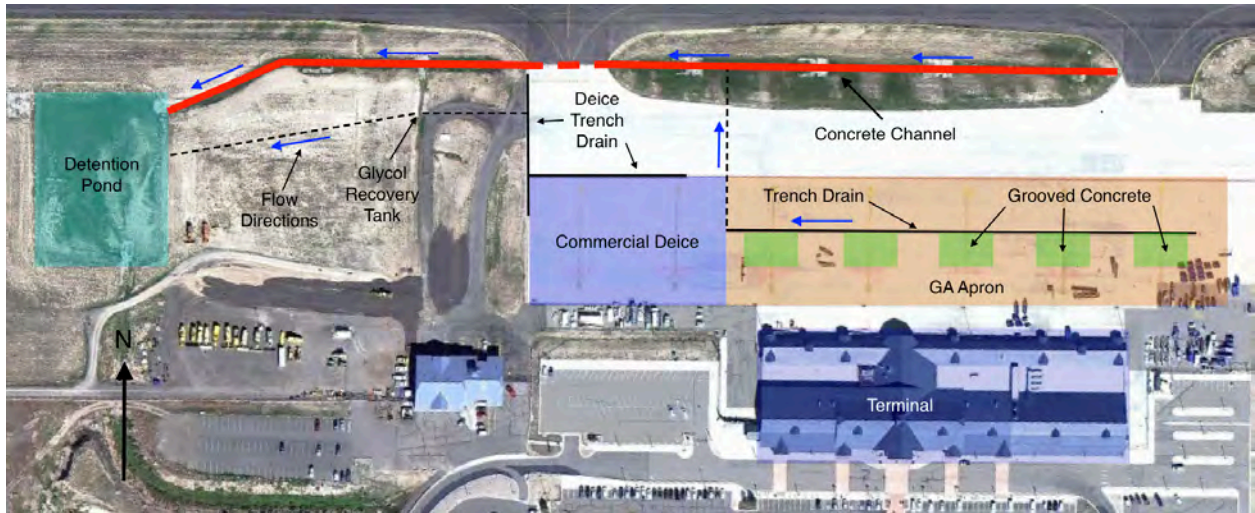 Deice
Trench
Drain
Concrete Channel
Detention
Pond
Flow
Directions
Glycol
Recovery
Tank
Trench Drain
Grooved Concrete
Commercial Deice
GA Apron
N
Terminal